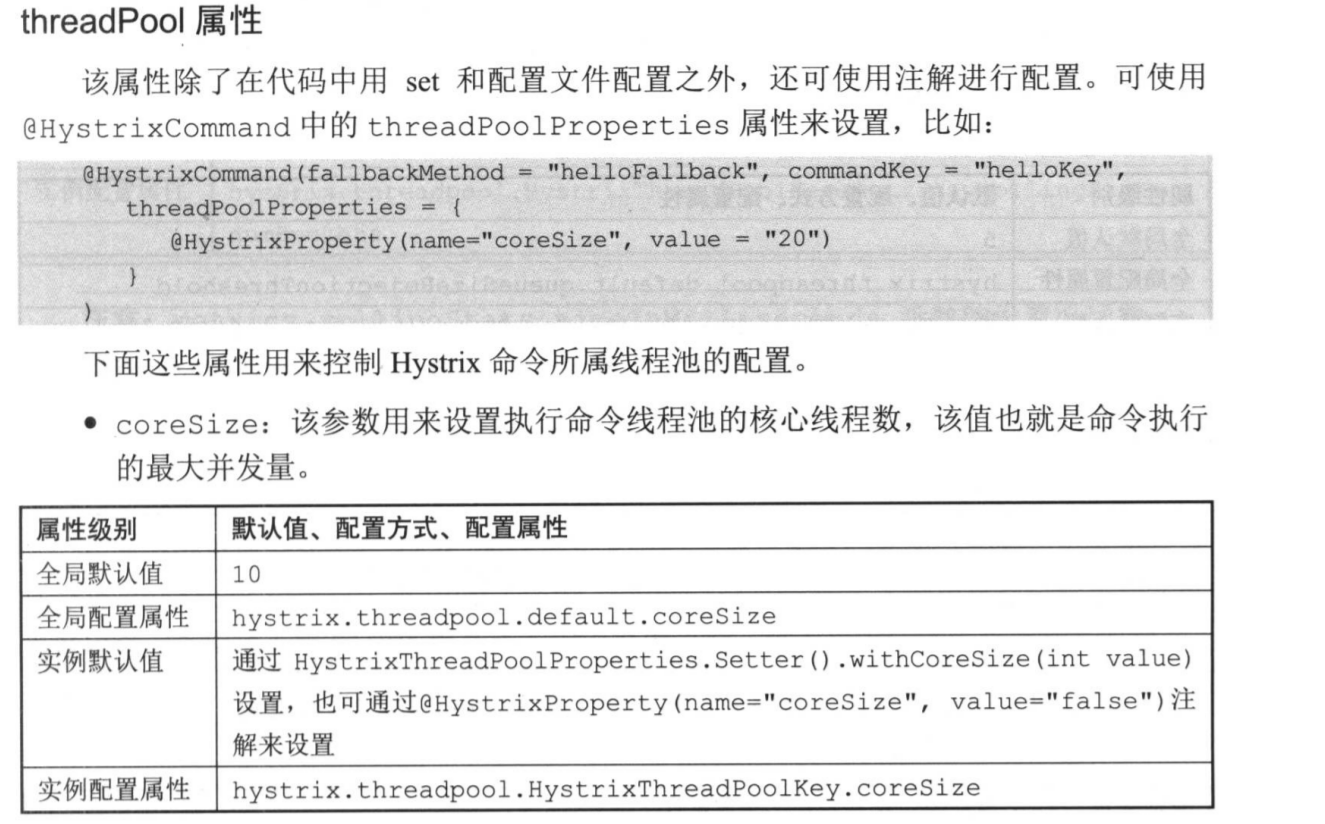 threadPool 属性
该属性除了在代码中用 set 和配置文件配置之外，还可使用注解进行配置。可使用
@HystrixCommand 中的 threadPoolProperties 属性来设置，比如：
@HystrixCommand(fallbackMethod = "helloFallback", commandKey = "helloKey",
threadPoolProperties = {
@HystrixProperty(name="coreSize", value = "20")
}
)
下面这些属性用来控制 Hystrix 命令所属线程池的配置。
● coreSize：该参数用来设置执行命令线程池的核心线程数，该值也就是命令执行
的最大并发量。
属性级别 默认值、配置方式、配置属性
全局默认值 10
全局配置属性 hystrix.threadpool.default.coreSize
实例默认值 通过 HystrixThreadPoolProperties.Setter().withCoreSize(int value)
设置，也可通过@HystrixProperty(name="coreSize", value="false")注
解来设置
实例配置属性 hystrix.threadpool.HystrixThreadPoolKey.coreSize